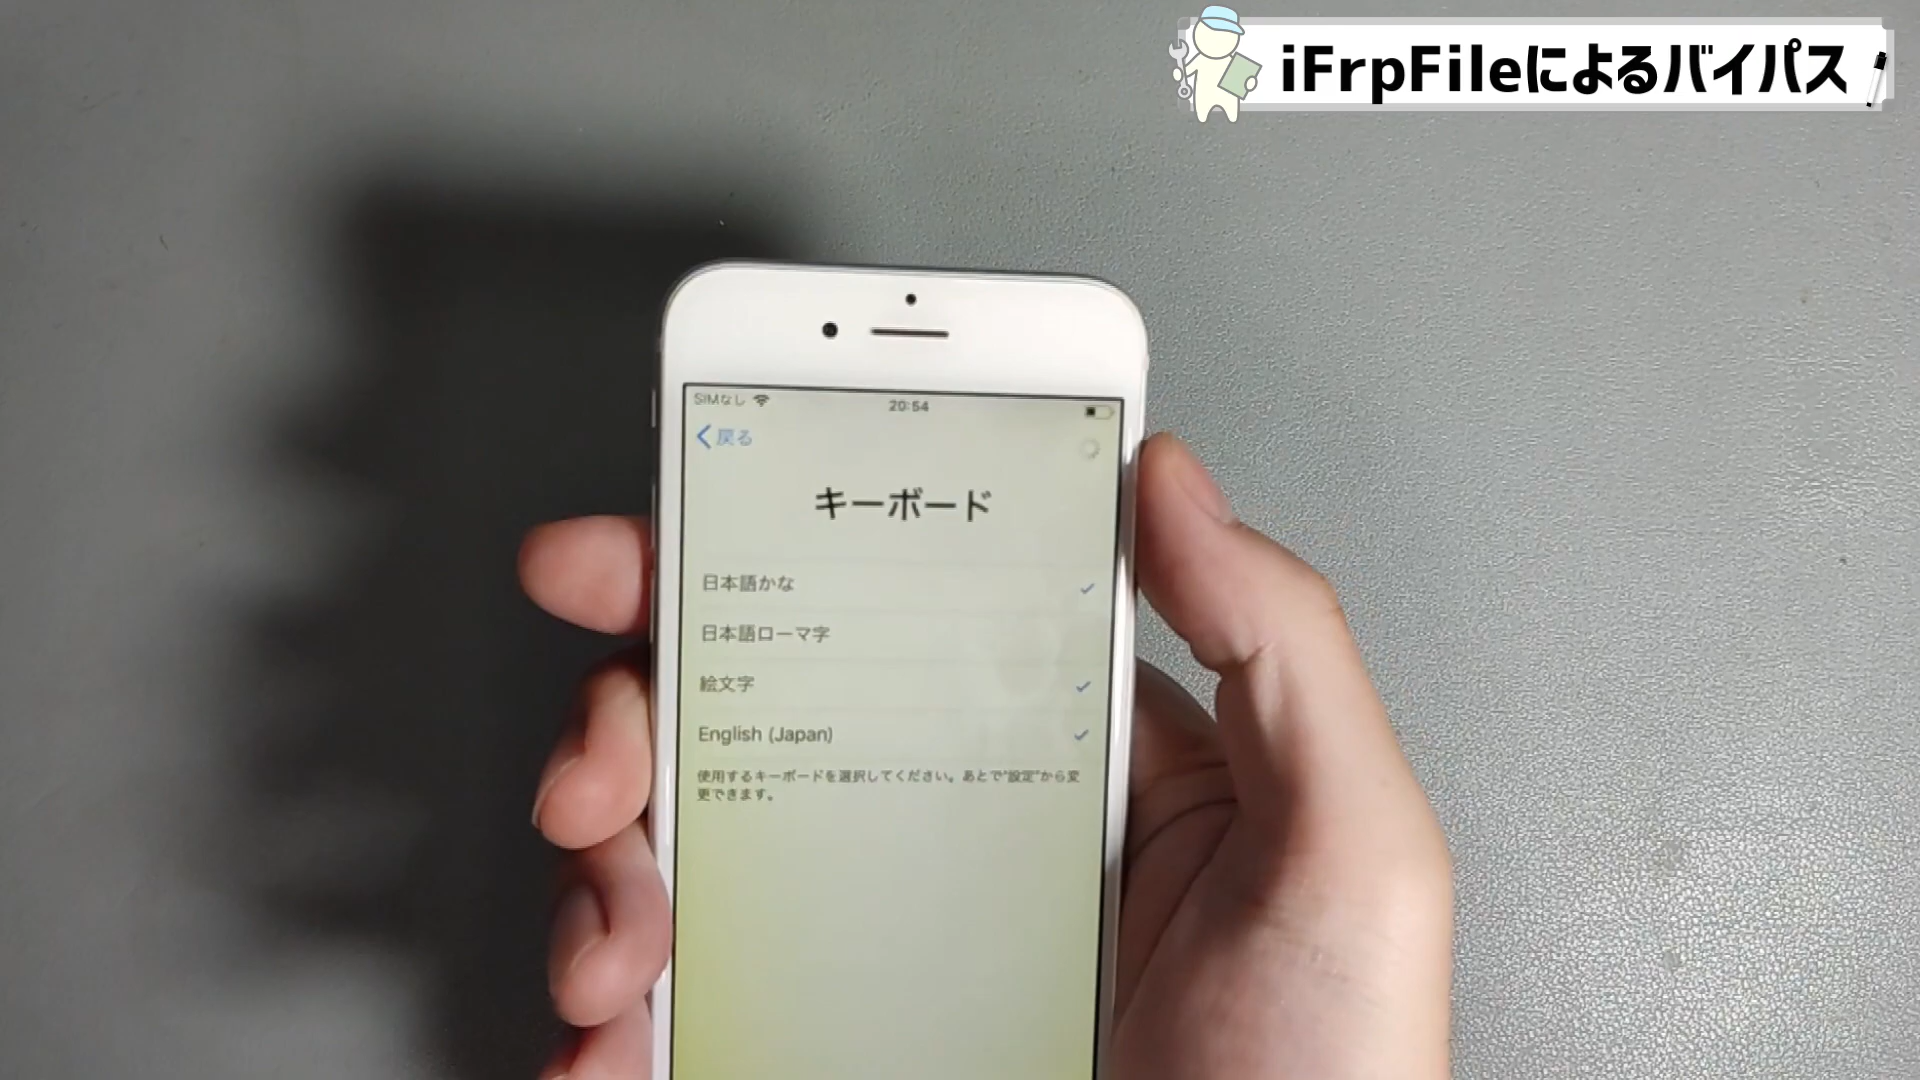 iFrpFileによるバイパス
SIMなし
20:54
戻る
キーボード
日本語かな
日本語ローマ字
絵文字
English (Japan)
使用するキーボードを選択してください。あとで"設定"から変
更できます。